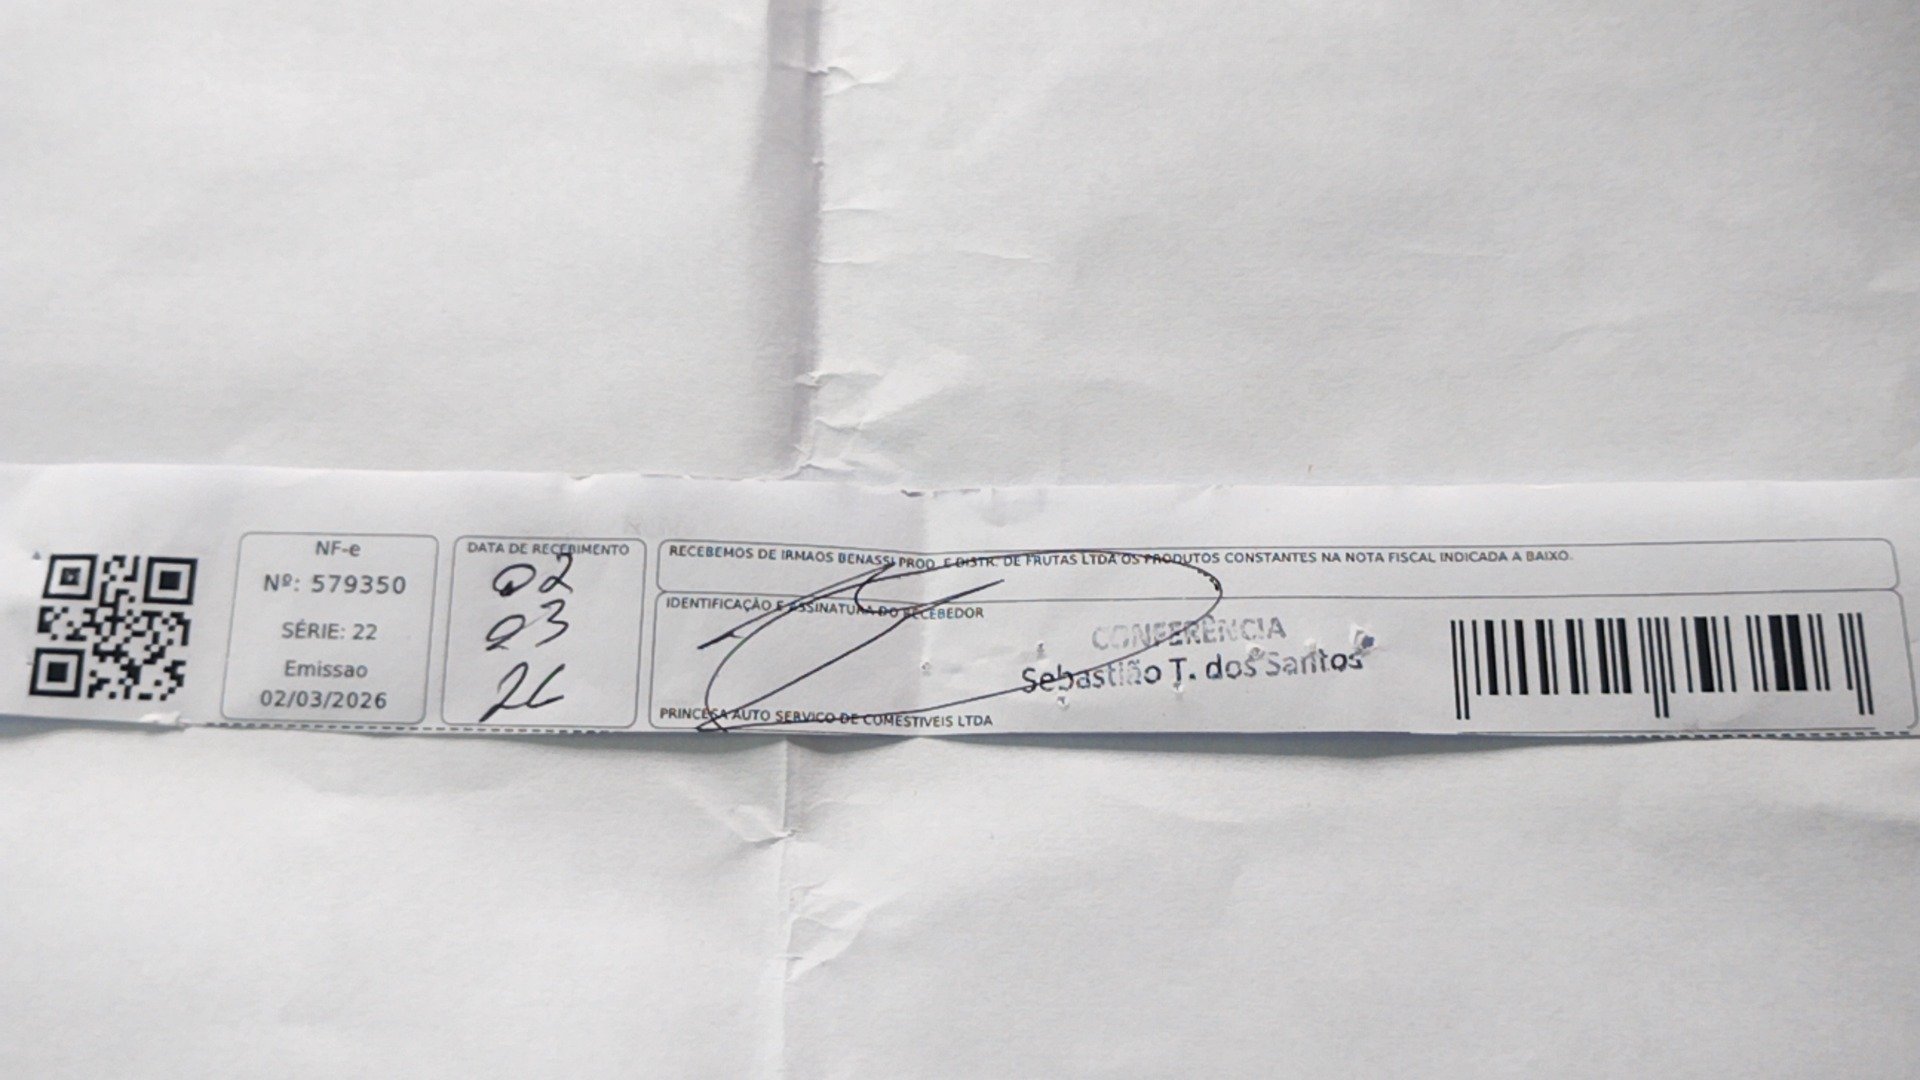 NF-e
Nº: 579350
SÉRIE: 22
Emissao
02/03/2026
DATA DE RECEBIMENTO
02
03
26
RECEBEMOS DE IRMAOS BENASSI PROD. E DISTR. DE FRUTAS LTDA OS PRODUTOS CONSTANTES NA NOTA FISCAL INDICADA A BAIXO.
IDENTIFICAÇÃO E ASSINATURA DO RECEBEDOR
CONFERÊNCIA
Sebastião T. dos Santos
PRINCESA AUTO SERVICO DE COMESTIVEIS LTDA